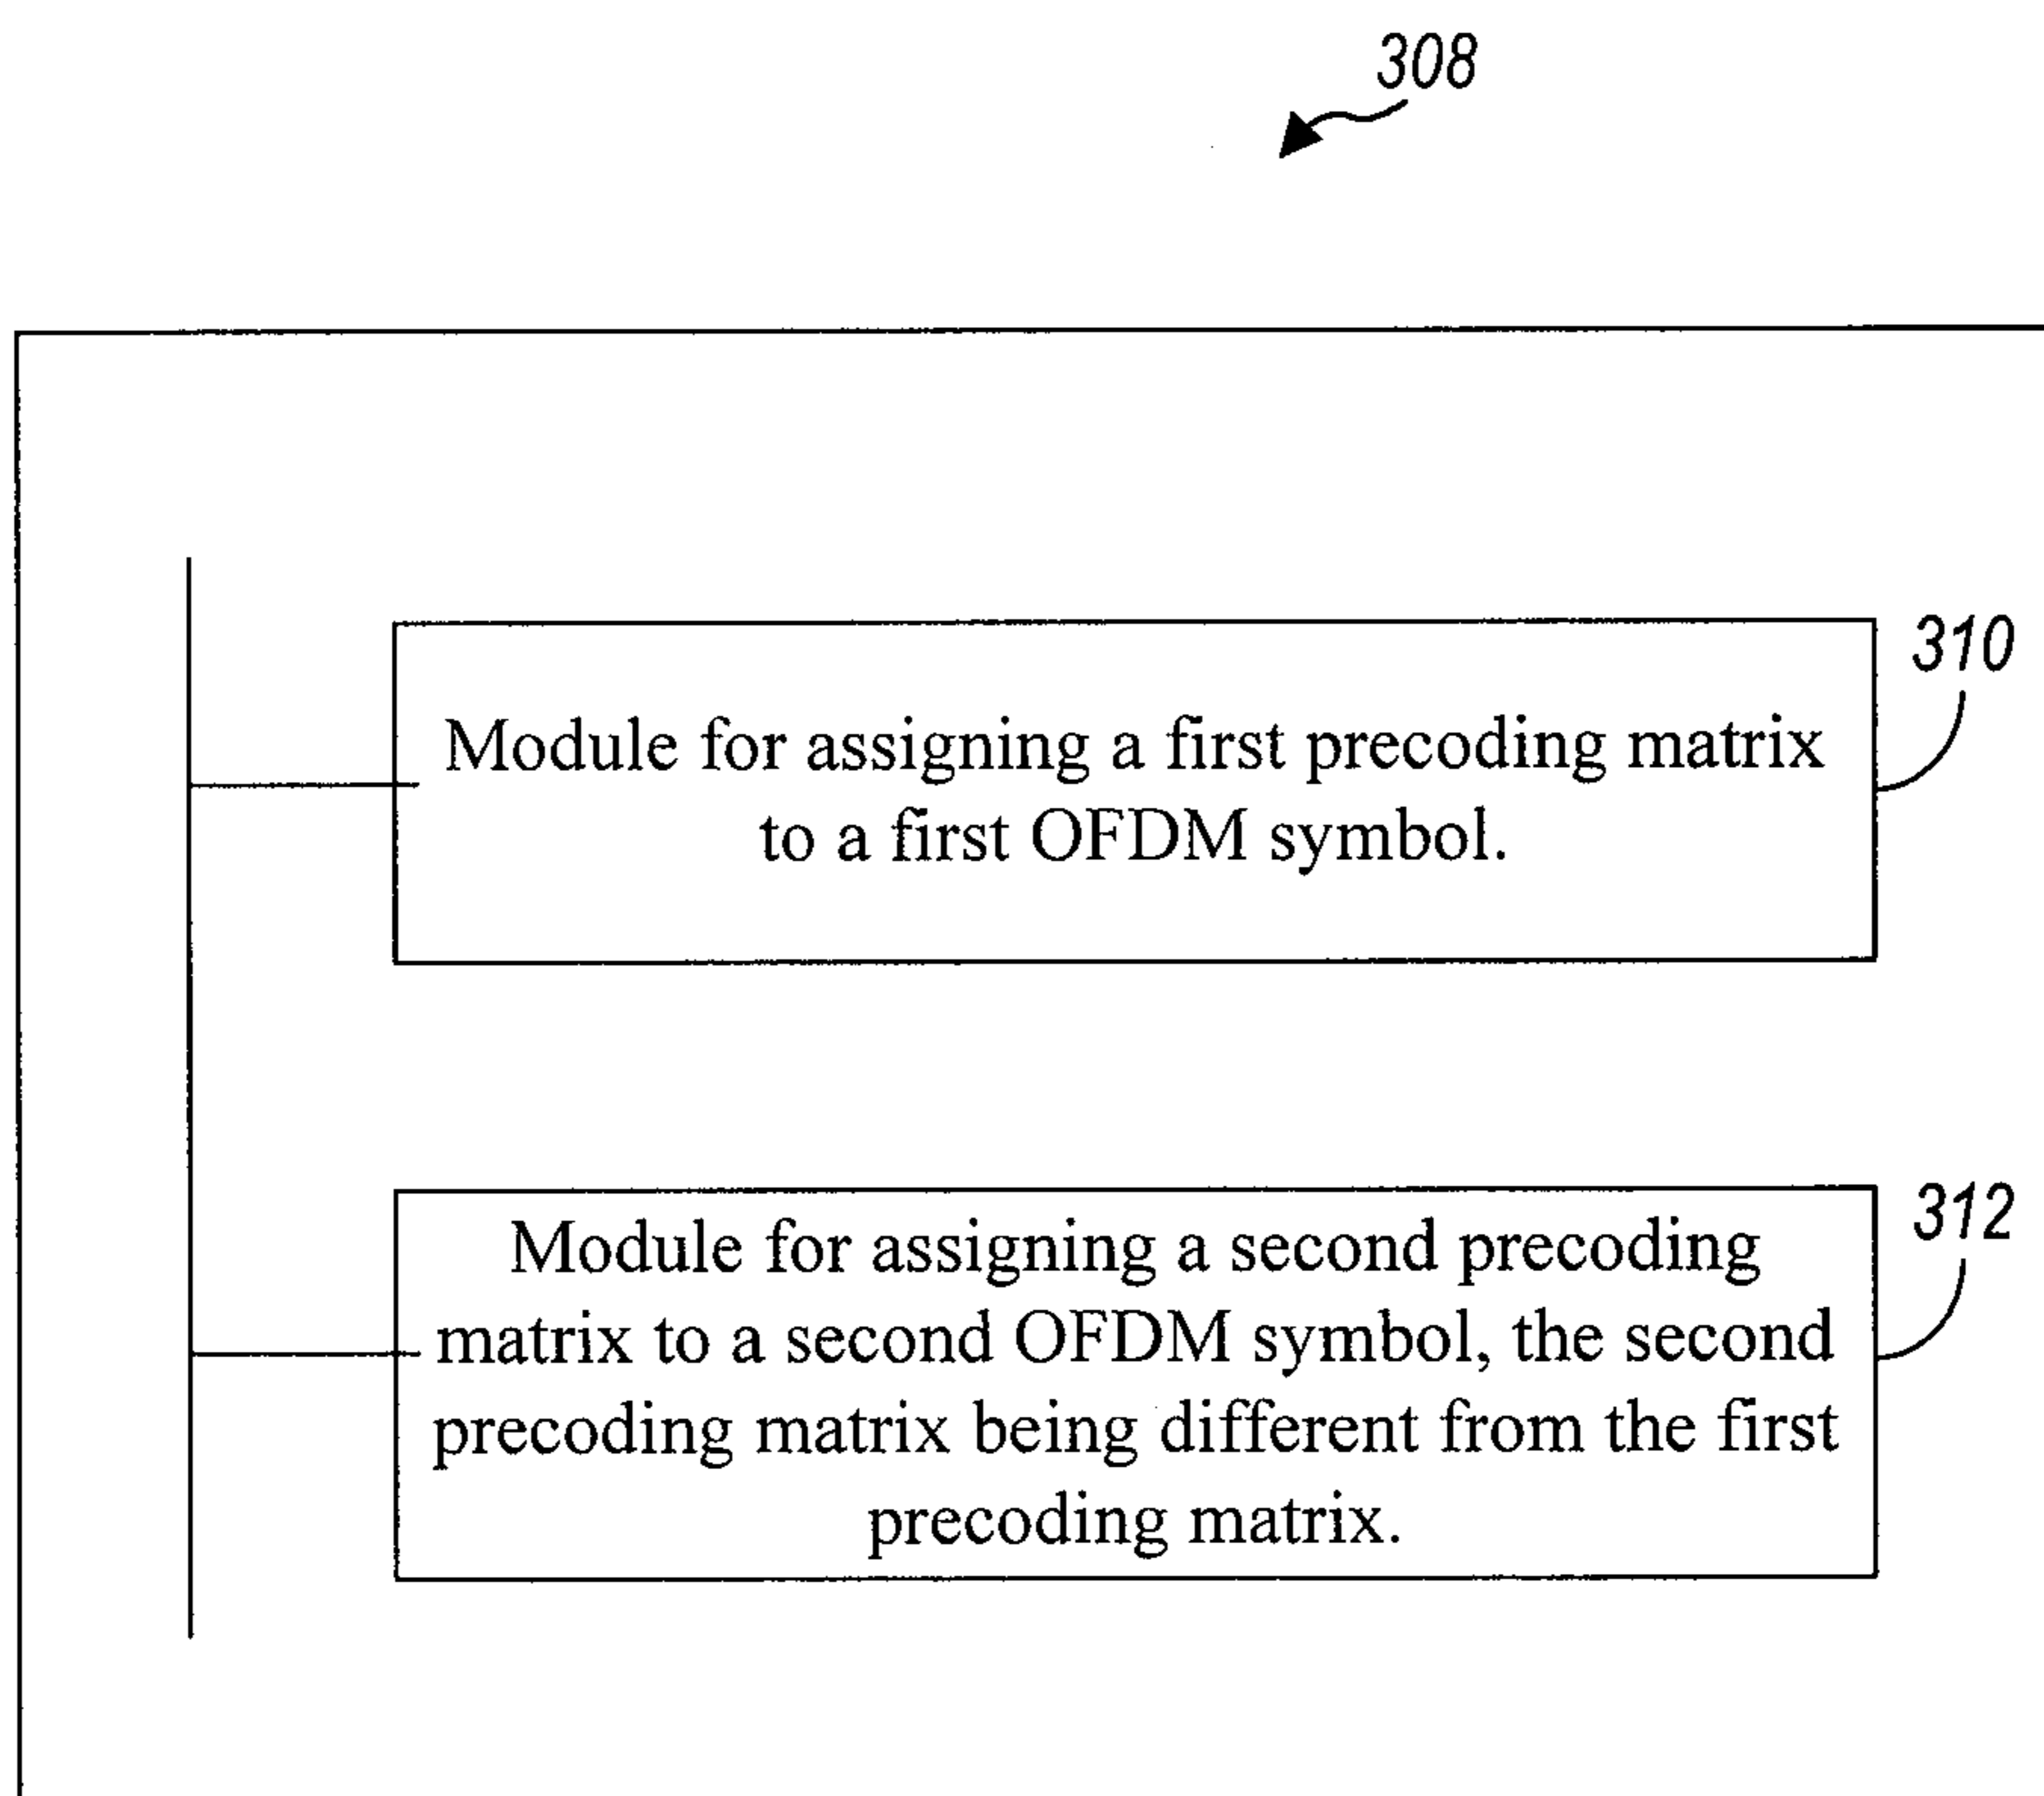 308
310
Module for assigning a first precoding matrix
to a first OFDM symbol.
312
Module for assigning a second precoding
matrix to a second OFDM symbol, the second
precoding matrix being different from the first
precoding matrix.